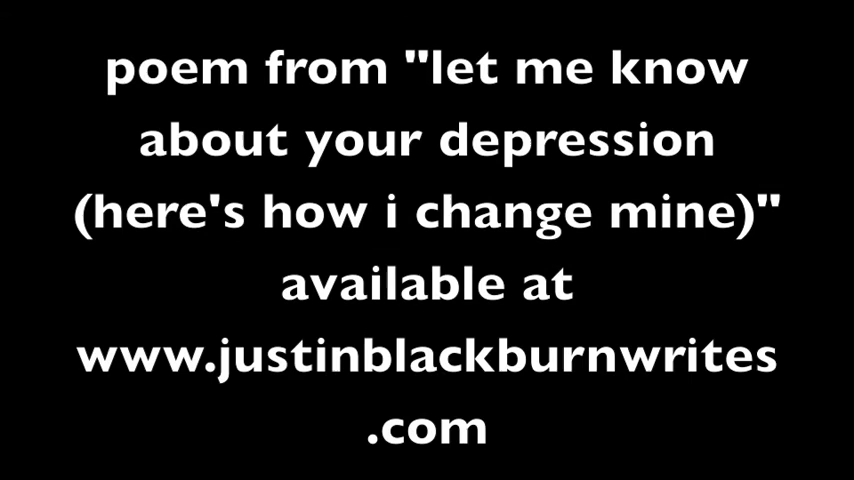 poem from "let me know
about your depression
(here's how i change mine)"
available at
www.justinblackburnwrites
.com